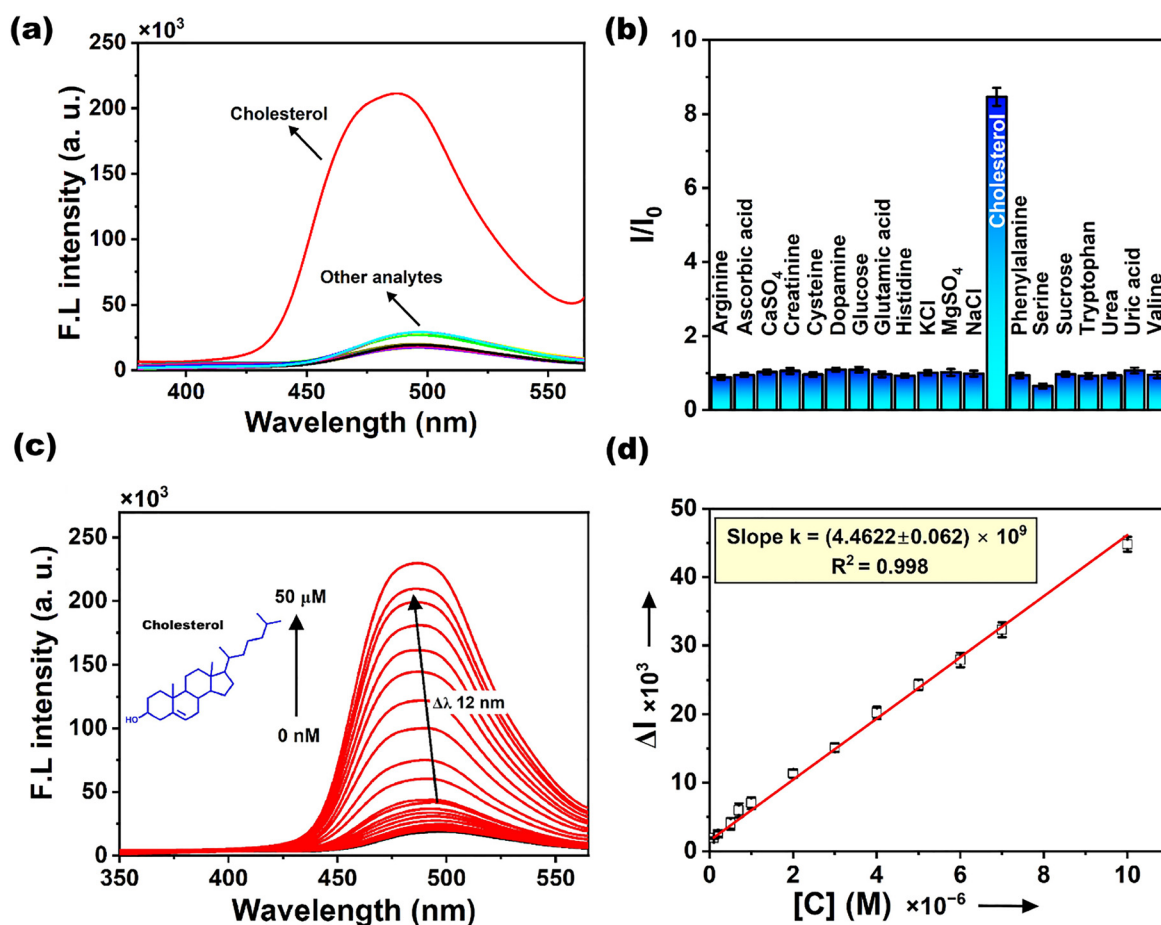 (a)
×10³
250
200
150
100
50
0
F.L intensity (a. u.)
Cholesterol
Other analytes
400
450
500
550
Wavelength (nm)
(b)
10
8
6
4
2
0
I/I₀
Arginine
Ascorbic acid
CaSO₄
Creatinine
Cysteine
Dopamine
Glucose
Glutamic acid
Histidine
KCl
MgSO₄
NaCl
Cholesterol
Phenylalanine
Serine
Sucrose
Tryptophan
Urea
Uric acid
Valine
(c)
×10³
250
200
150
100
50
0
F.L intensity (a. u.)
Cholesterol
HO
50 μM
0 nM
Δλ 12 nm
350
400
450
500
550
Wavelength (nm)
(d)
50
40
30
20
10
0
ΔI ×10³
Slope k = (4.4622±0.062) × 10⁹
R² = 0.998
0
2
4
6
8
10
[C] (M) ×10⁻⁶